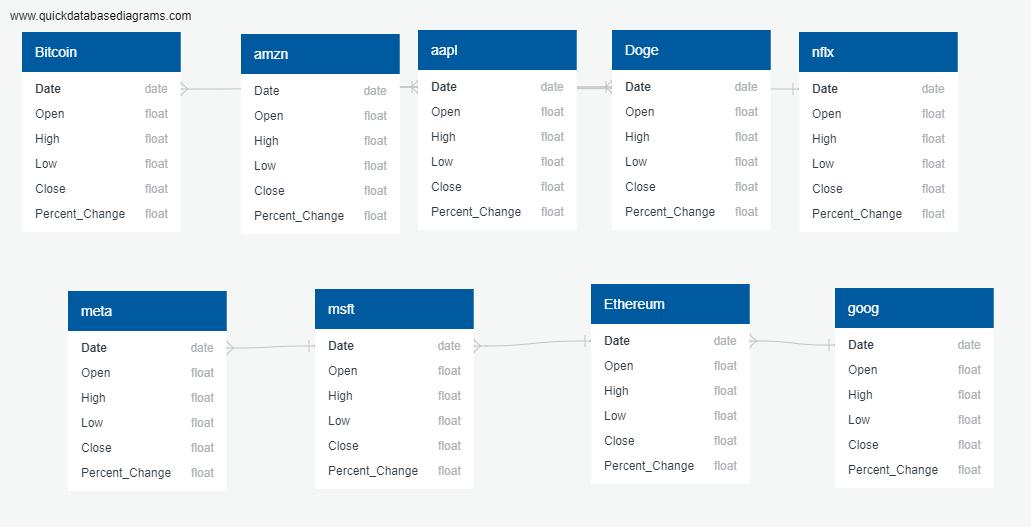 www.quickdatabasediagrams.com
Bitcoin
Date date
Open float
High float
Low float
Close float
Percent_Change float
amzn
Date date
Open float
High float
Low float
Close float
Percent_Change float
aapl
Date date
Open float
High float
Low float
Close float
Percent_Change float
Doge
Date date
Open float
High float
Low float
Close float
Percent_Change float
nflx
Date date
Open float
High float
Low float
Close float
Percent_Change float
meta
Date date
Open float
High float
Low float
Close float
Percent_Change float
msft
Date date
Open float
High float
Low float
Close float
Percent_Change float
Ethereum
Date date
Open float
High float
Low float
Close float
Percent_Change float
goog
Date date
Open float
High float
Low float
Close float
Percent_Change float